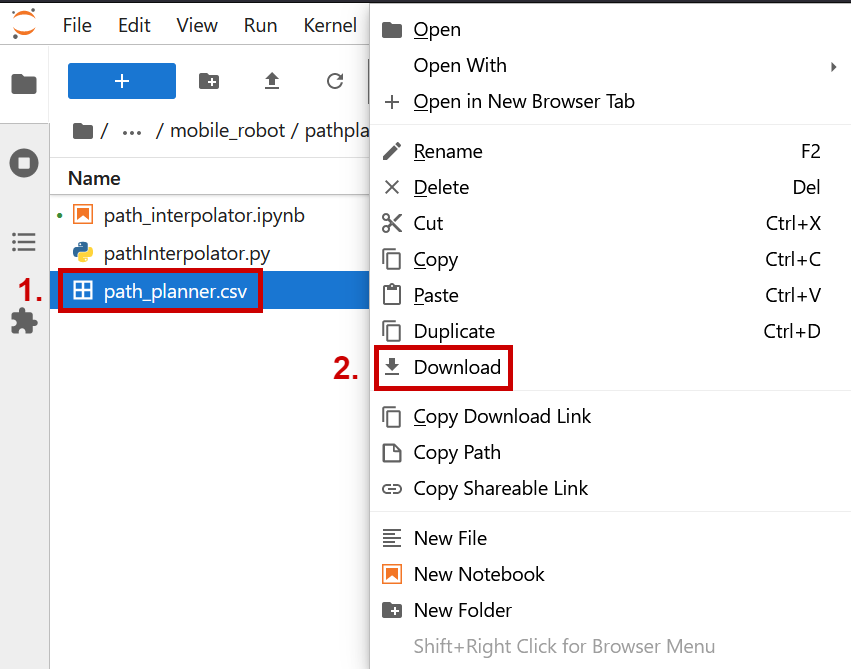 File Edit View Run Kernel
+
/ ... / mobile_robot / pathpla
Name
path_interpolator.ipynb
pathInterpolator.py
1. path_planner.csv
Open
Open With
Open in New Browser Tab
Rename F2
Delete Del
Cut Ctrl+X
Copy Ctrl+C
Paste Ctrl+V
Duplicate Ctrl+D
2. Download
Copy Download Link
Copy Path
Copy Shareable Link
New File
New Notebook
New Folder
Shift+Right Click for Browser Menu